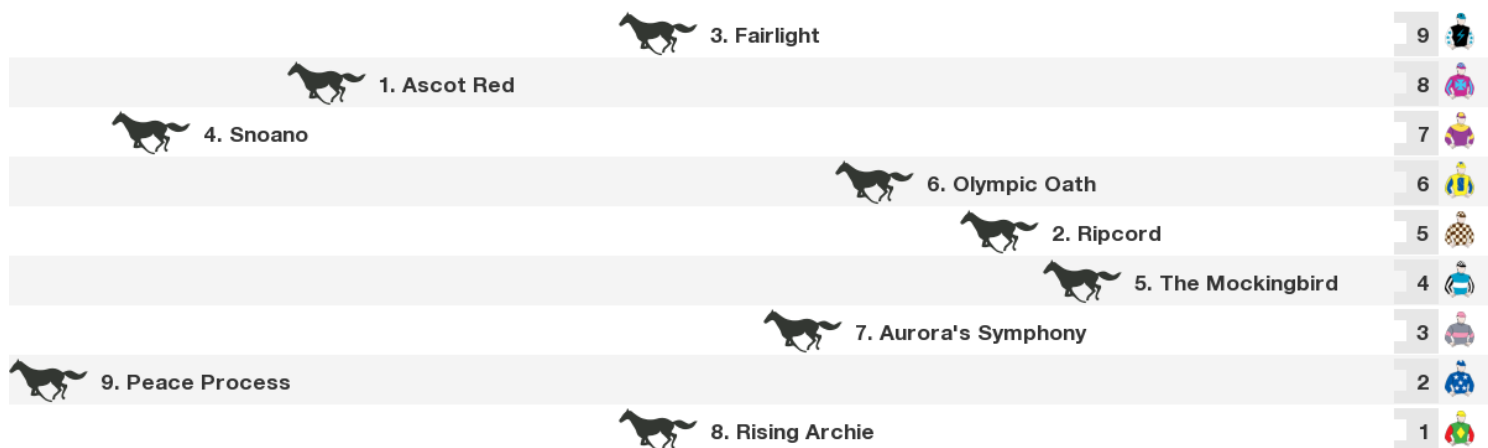 3. Fairlight 9
1. Ascot Red 8
4. Snoano 7
6. Olympic Oath 6
2. Ripcord 5
5. The Mockingbird 4
7. Aurora's Symphony 3
9. Peace Process 2
8. Rising Archie 1